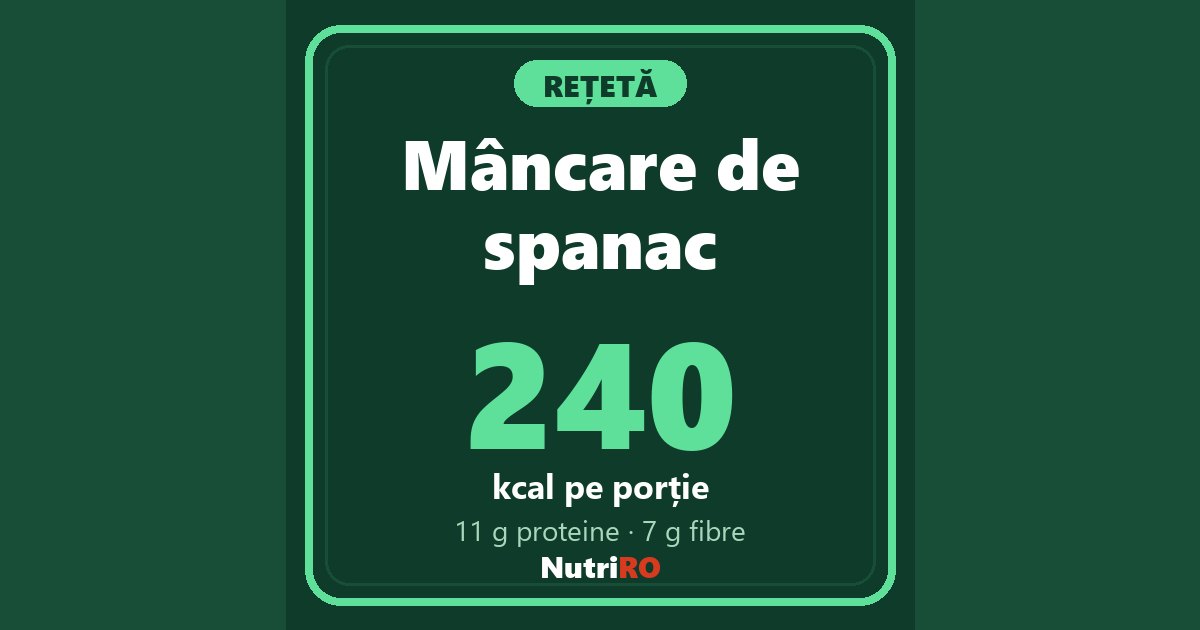 REȚETĂ
Mâncare de
spanac
240
kcal pe porție
11 g proteine · 7 g fibre
NutriRO